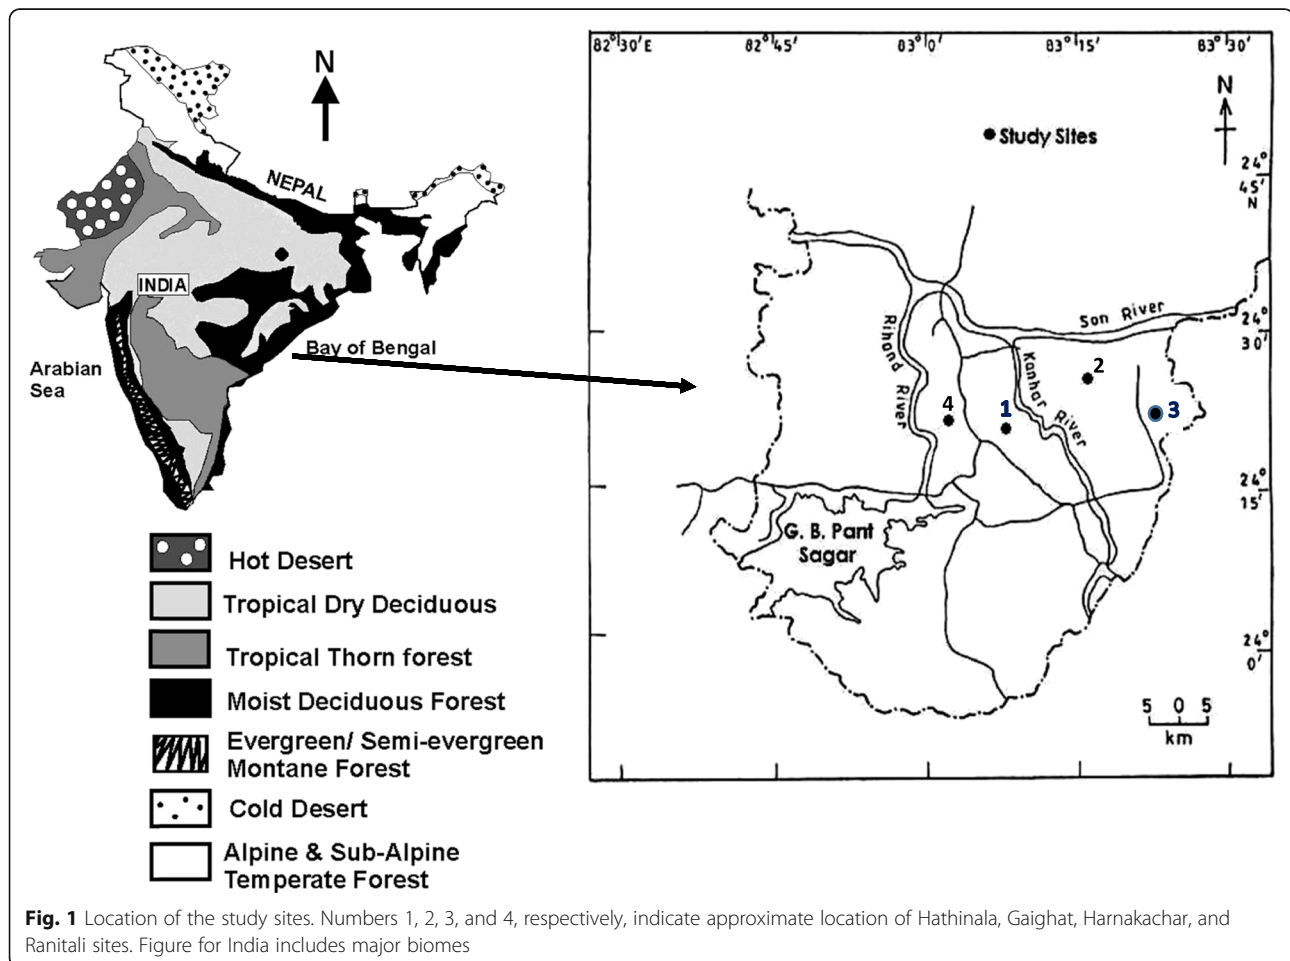 N
NEPAL
INDIA
Arabian
Sea
Bay of Bengal
Hot Desert
Tropical Dry Deciduous
Tropical Thorn forest
Moist Deciduous Forest
Evergreen/ Semi-evergreen
Montane Forest
Cold Desert
Alpine & Sub-Alpine
Temperate Forest
82° 30′ E
82° 45′
83° 0′
83° 15′
83° 30′
N
Study Sites
24°
45′
N
Son River
24°
30′
Rihand River
Kanhar River
2
4
1
3
24°
15′
G. B. Pant
Sagar
24°
0′
5 0 5
km
Fig. 1 Location of the study sites. Numbers 1, 2, 3, and 4, respectively, indicate approximate location of Hathinala, Gaighat, Harnakachar, and
Ranitali sites. Figure for India includes major biomes